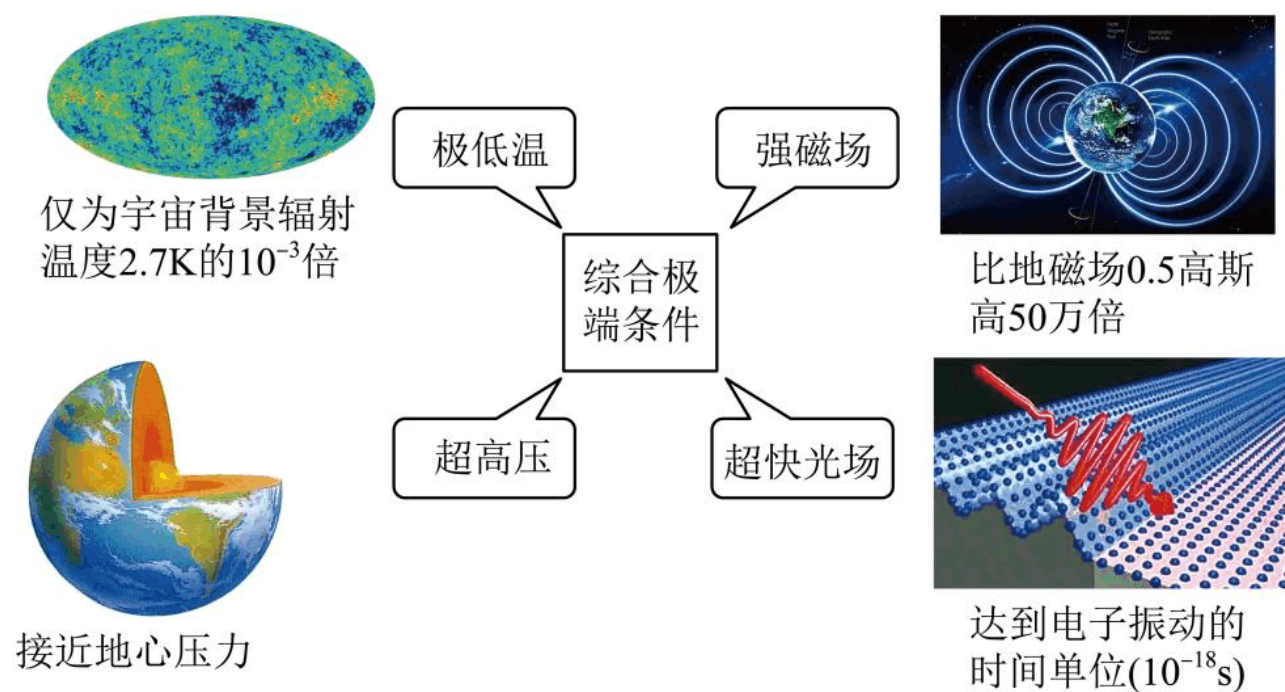 极低温
强磁场
仅为宇宙背景辐射
温度2.7K的10⁻³倍
综合极
端条件
比地磁场0.5高斯
高50万倍
超高压
超快光场
接近地心压力
达到电子振动的
时间单位(10⁻¹⁸s)